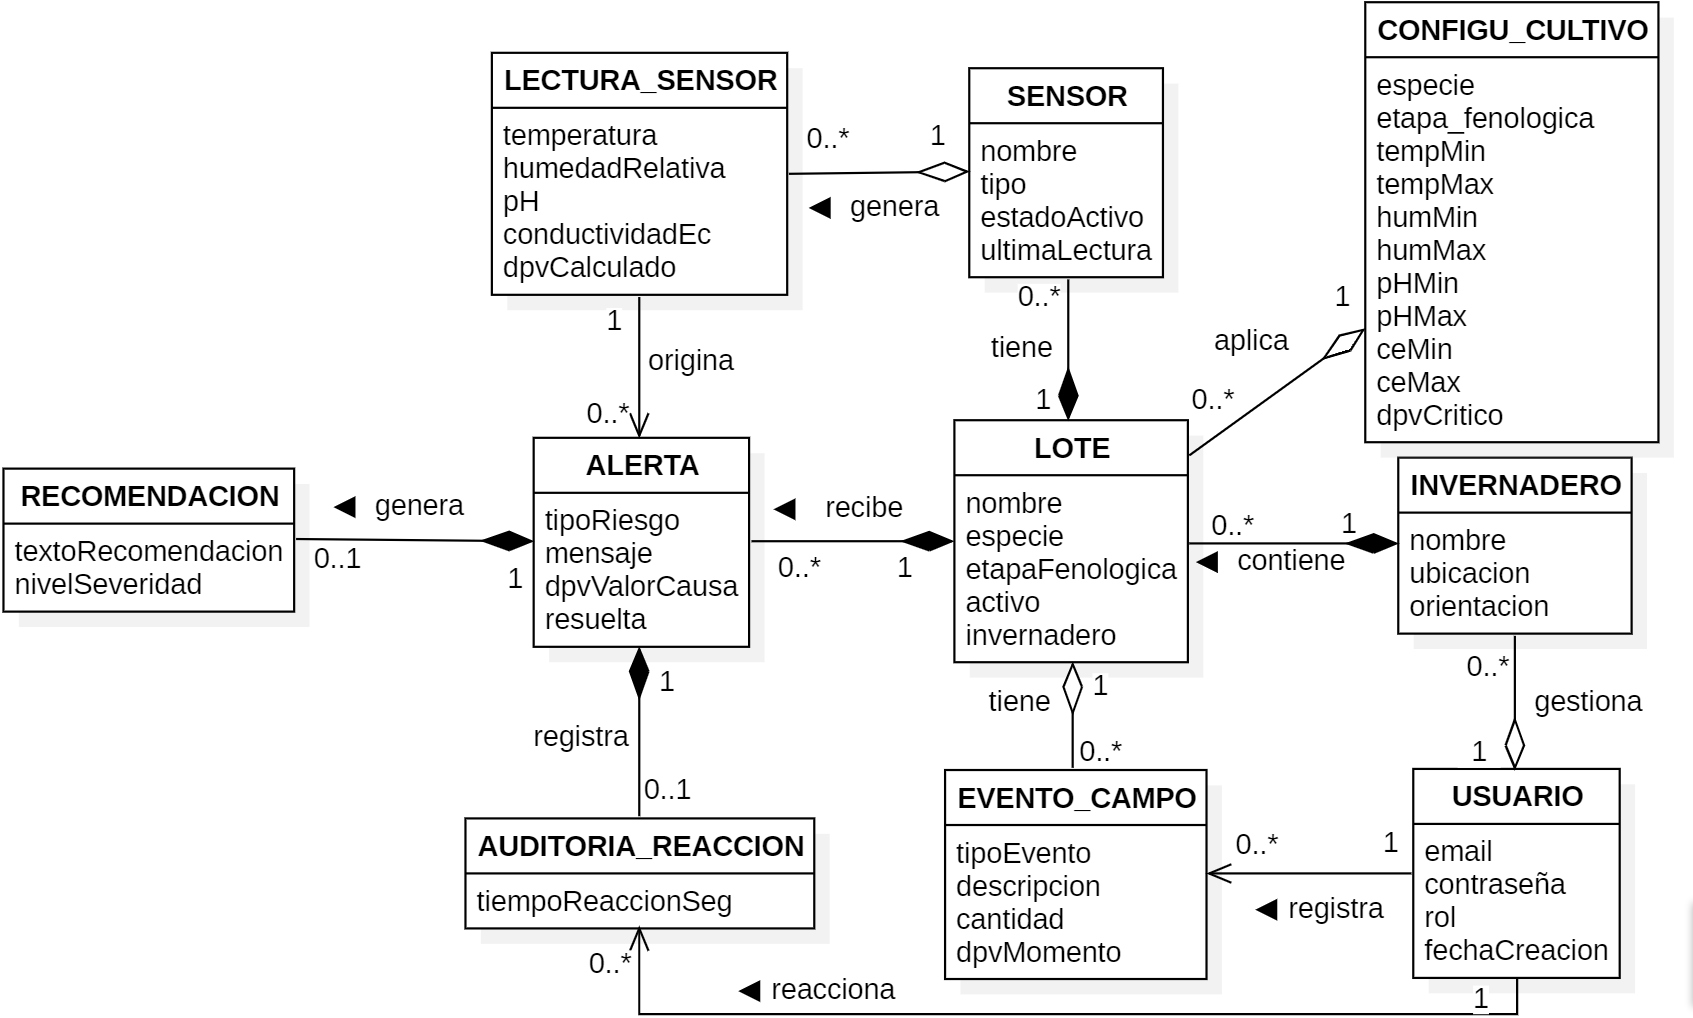 LECTURA_SENSOR
temperatura
humedadRelativa
pH
conductividadEc
dpvCalculado
0..*
1
genera
SENSOR
nombre
tipo
estadoActivo
ultimaLectura
CONFIGU_CULTIVO
especie
etapa_fenologica
tempMin
tempMax
humMin
humMax
pHMin
pHMax
ceMin
ceMax
dpvCritico
1
origina
0..*
0..*
tiene
1
aplica
1
0..*
RECOMENDACION
textoRecomendacion
nivelSeveridad
genera
0..1
1
ALERTA
tipoRiesgo
mensaje
dpvValorCausa
resuelta
recibe
0..*
1
LOTE
nombre
especie
etapaFenologica
activo
invernadero
0..*
1
contiene
INVERNADERO
nombre
ubicacion
orientacion
1
registra
0..1
tiene
1
0..*
0..*
gestiona
1
AUDITORIA_REACCION
tiempoReaccionSeg
EVENTO_CAMPO
tipoEvento
descripcion
cantidad
dpvMomento
0..*
1
registra
USUARIO
email
contraseña
rol
fechaCreacion
0..*
reacciona
1